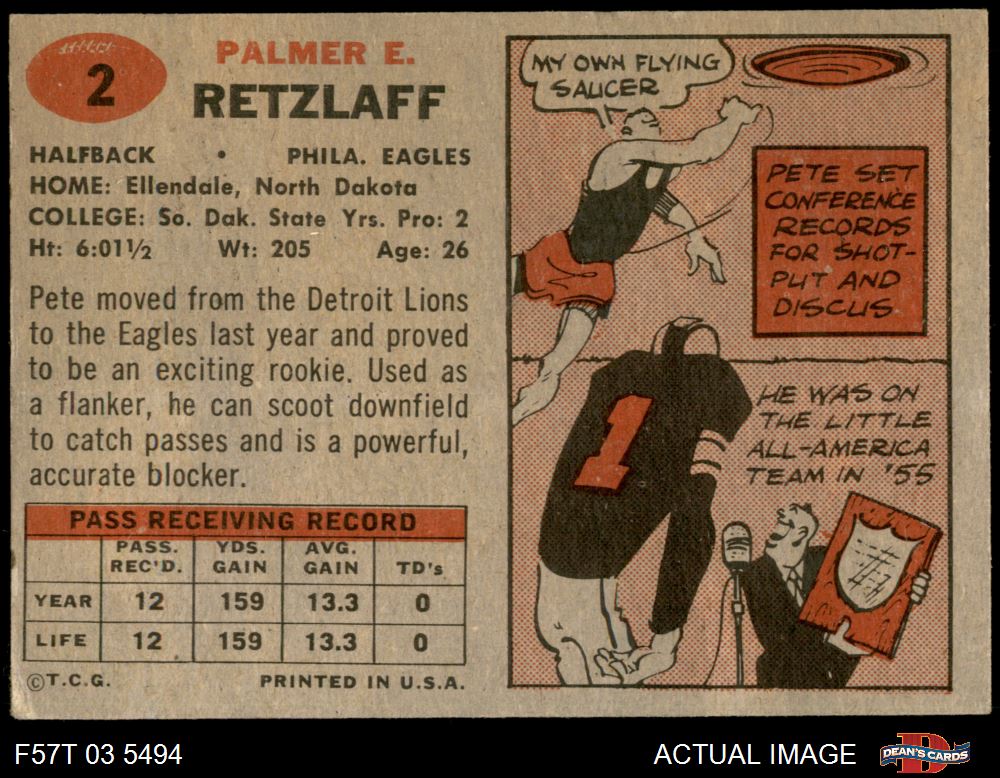 2
PALMER E.
RETZLAFF
HALFBACK • PHILA. EAGLES
HOME: Ellendale, North Dakota
COLLEGE: So. Dak. State Yrs. Pro: 2
Ht: 6:01½ Wt: 205 Age: 26
Pete moved from the Detroit Lions
to the Eagles last year and proved
to be an exciting rookie. Used as
a flanker, he can scoot downfield
to catch passes and is a powerful,
accurate blocker.
PASS RECEIVING RECORD
PASS. REC'D. YDS. GAIN AVG. GAIN TD's
YEAR 12 159 13.3 0
LIFE 12 159 13.3 0
©T.C.G. PRINTED IN U.S.A.
MY OWN FLYING
SAUCER
PETE SET
CONFERENCE
RECORDS
FOR SHOT-
PUT AND
DISCUS
1
HE WAS ON
THE LITTLE
ALL-AMERICA
TEAM IN '55
F57T 03 5494
ACTUAL IMAGE
DEAN'S CARDS